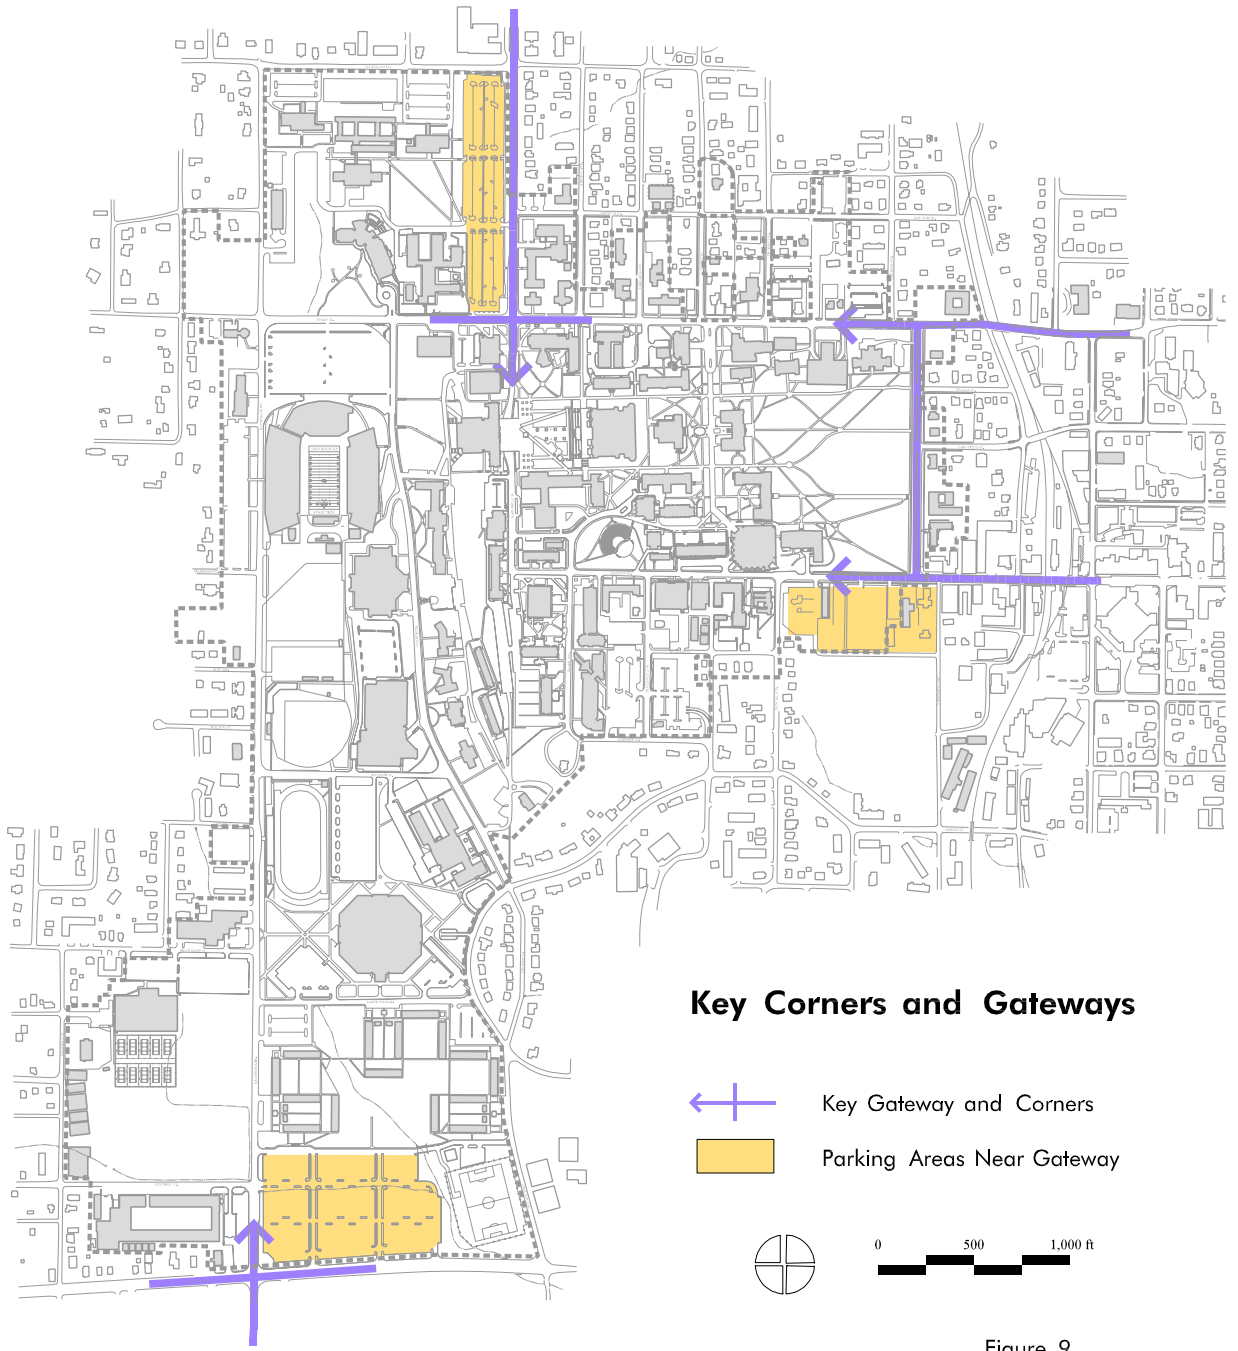 Key Corners and Gateways
Key Gateway and Corners
Parking Areas Near Gateway
0 500 1,000 ft
Figure 9